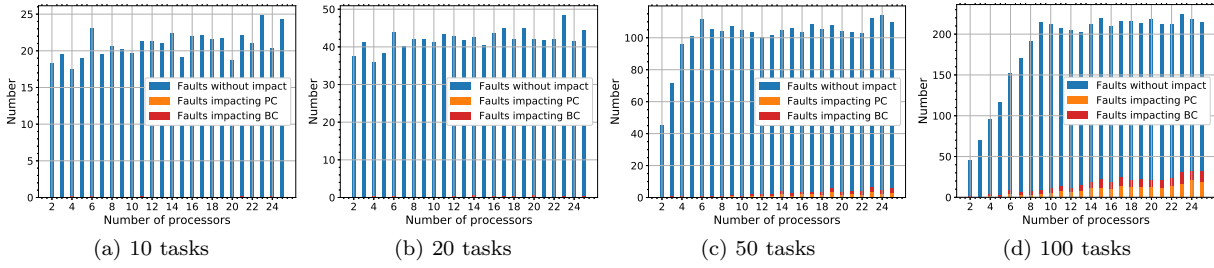 25
20
15
10
5
0
Number
Faults without impact
Faults impacting PC
Faults impacting BC
2 4 6 8 10 12 14 16 18 20 22 24
Number of processors
(a) 10 tasks
50
40
30
20
10
0
Number
Faults without impact
Faults impacting PC
Faults impacting BC
2 4 6 8 10 12 14 16 18 20 22 24
Number of processors
(b) 20 tasks
100
80
60
40
20
0
Number
Faults without impact
Faults impacting PC
Faults impacting BC
2 4 6 8 10 12 14 16 18 20 22 24
Number of processors
(c) 50 tasks
200
150
100
50
0
Number
Faults without impact
Faults impacting PC
Faults impacting BC
2 4 6 8 10 12 14 16 18 20 22 24
Number of processors
(d) 100 tasks